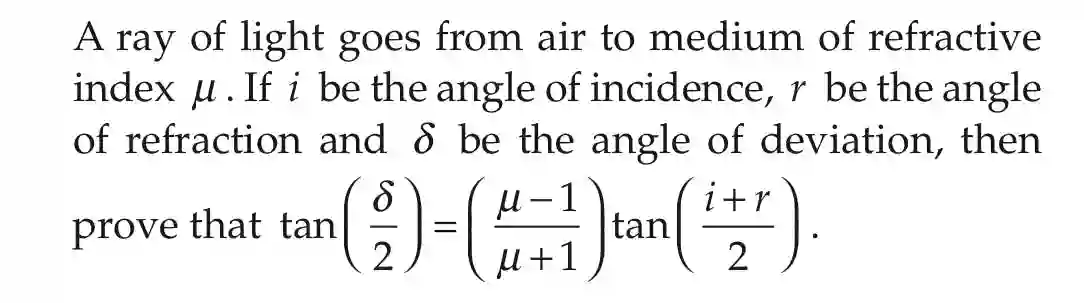 A ray of light goes from air to medium of refractive
index μ. If i be the angle of incidence, r be the angle
of refraction and δ be the angle of deviation, then
prove that tan(δ/2) = (μ−1/μ+1) tan(i+r/2).